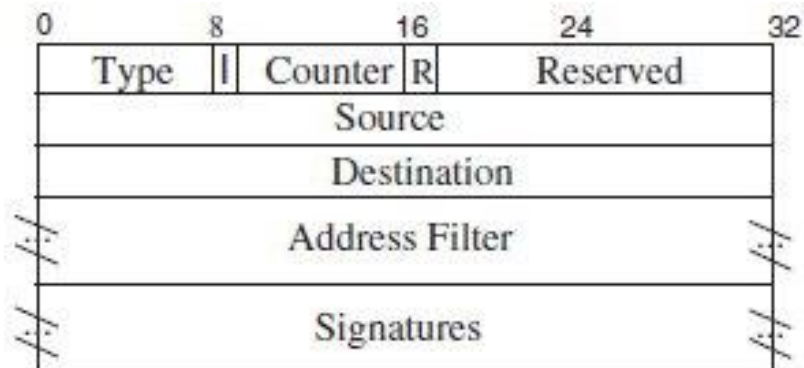 0 8 16 24 32
Type I Counter R Reserved
Source
Destination
Address Filter
Signatures